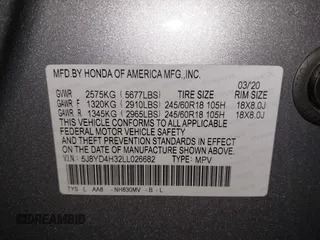 MFD.BY HONDA OF AMERICA MFG.,INC.
03/20
GVWR 2575KG (5677LBS) TIRE SIZE RIM SIZE
GAWR F 1320KG (2910LBS) 245/60R18 105H 18X8.0J
GAWR R 1345KG (2965LBS) 245/60R18 105H 18X8.0J
THIS VEHICLE CONFORMS TO ALL APPLICABLE FEDERAL MOTOR VEHICLE
SAFETY AND THEFT PREVENTION STANDARDS IN EFFECT ON THE DATE
OF MANUFACTURE SHOWN ABOVE.
V.I.N: 5J8YD4H32LL026682 TYPE: MPV
TYS L AA8 - NH830MV - B - L
AUTOBIDMASTER